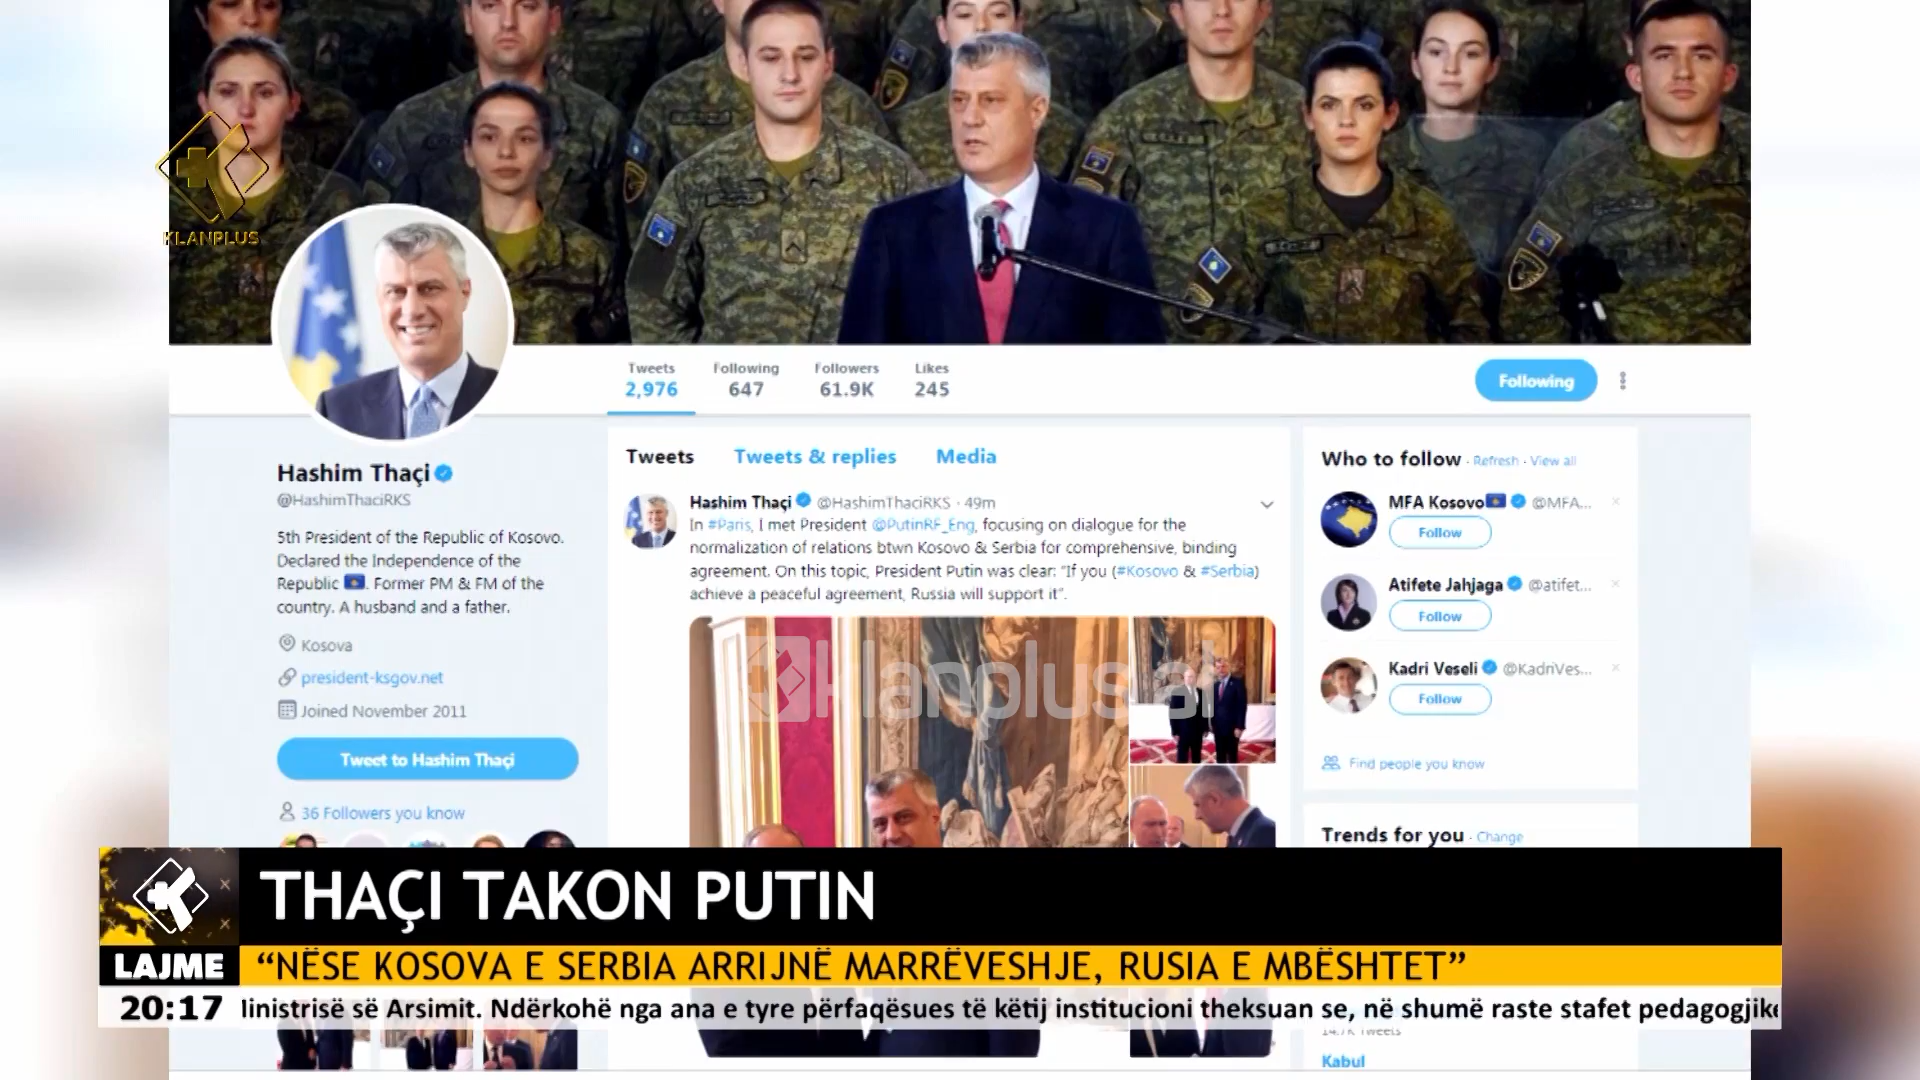 KLANPLUS
Tweets
2,976
Following
647
Followers
61.9K
Likes
245
Following
Hashim Thaçi
@HashimThaciRKS
5th President of the Republic of Kosovo.
Declared the Independence of the
Republic 🇽🇰. Former PM & FM of the
country. A husband and a father.
Kosova
president-ksgov.net
Joined November 2011
Tweet to Hashim Thaçi
36 Followers you know
Tweets Tweets & replies Media
Hashim Thaçi @HashimThaciRKS · 49m
In #Paris, I met President @PutinRF_Eng, focusing on dialogue for the
normalization of relations btwn Kosovo & Serbia for comprehensive, binding
agreement. On this topic, President Putin was clear: "If you (#Kosovo & #Serbia)
achieve a peaceful agreement, Russia will support it".
klanplus.al
Who to follow · Refresh · View all
MFA Kosovo🇽🇰 @MFA...
Follow
Atifete Jahjaga @atifet...
Follow
Kadri Veseli @KadriVes...
Follow
Find people you know
Trends for you · Change
THAÇI TAKON PUTIN
LAJME
“NËSE KOSOVA E SERBIA ARRIJNË MARRËVESHJE, RUSIA E MBËSHTET”
20:17
linistrisë së Arsimit. Ndërkohë nga ana e tyre përfaqësues të këtij institucioni theksuan se, në shumë raste stafet pedagogjike
14.7K Tweets
Kabul